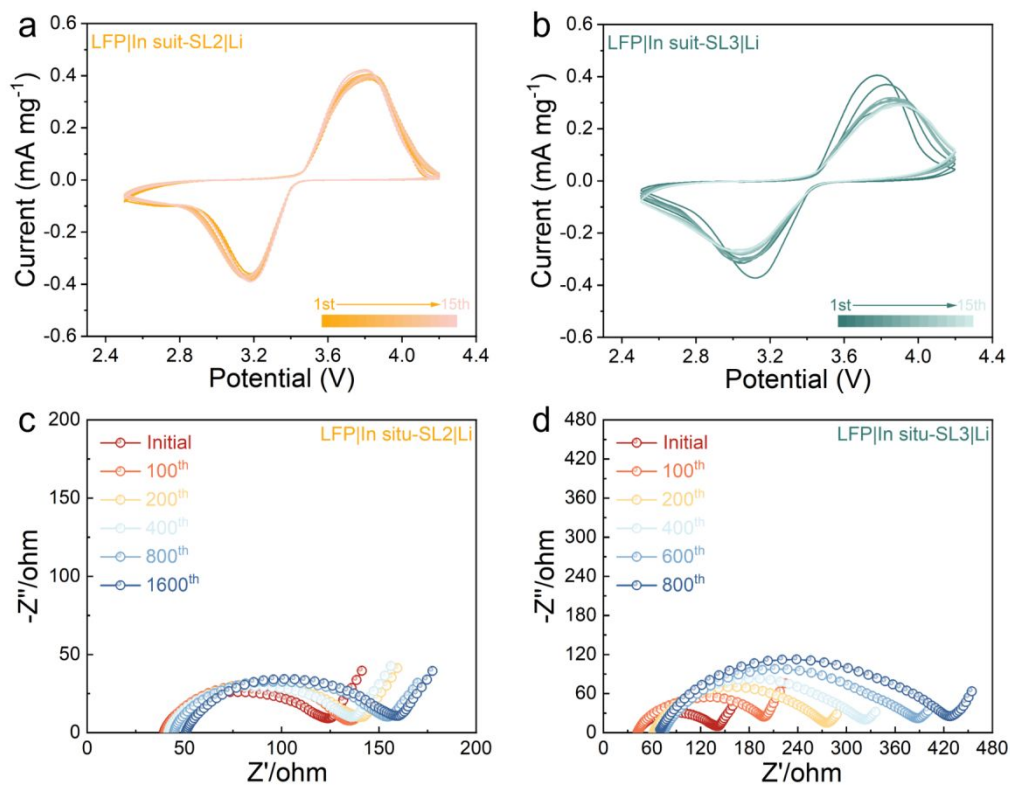 a
LFP|In suit-SL2|Li
Current (mA mg-1)
0.6
0.4
0.2
0.0
-0.2
-0.4
-0.6
1st
15th
2.4 2.8 3.2 3.6 4.0 4.4
Potential (V)
b
LFP|In suit-SL3|Li
Current (mA mg-1)
0.6
0.4
0.2
0.0
-0.2
-0.4
-0.6
1st
15th
2.4 2.8 3.2 3.6 4.0 4.4
Potential (V)
c
LFP|In situ-SL2|Li
Initial
100th
200th
400th
800th
1600th
-Z"/ohm
200
150
100
50
0
0 50 100 150 200
Z'/ohm
d
LFP|In situ-SL3|Li
Initial
100th
200th
400th
600th
800th
-Z"/ohm
480
420
360
300
240
180
120
60
0
0 60 120 180 240 300 360 420 480
Z'/ohm